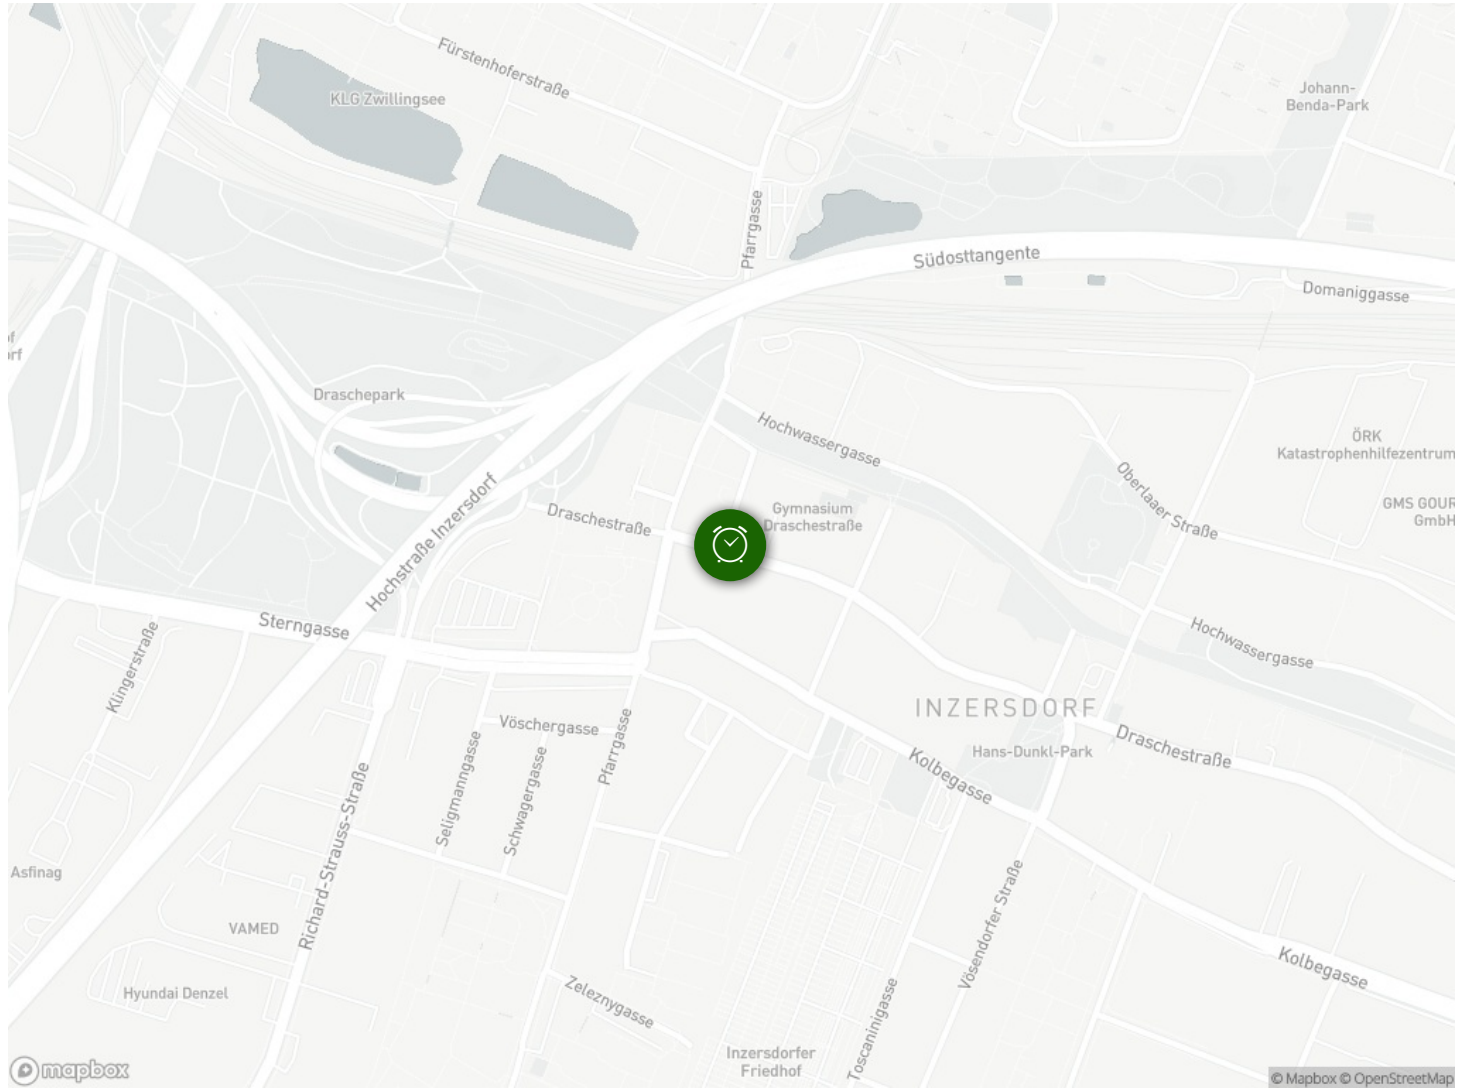 Fürstenhoferstraße
KLG Zwillingsee
Johann-
Benda-Park
Pfarrgasse
Südosttangente
Domaniggasse
Draschepark
Hochwassergasse
ÖRK
Katastrophenhilfezentrum
Oberlaaer Straße
GMS GOUR
GmbH
Gymnasium
Draschestraße
Draschestraße
Hochstraße Inzersdorf
Sterngasse
Klingerstraße
Hochwassergasse
INZERSDORF
Hans-Dunkl-Park
Draschestraße
Vöschergasse
Pfarrgasse
Seligmanngasse
Schwagergasse
Kolbegasse
Richard-Strauss-Straße
Asfinag
VAMED
Hyundai Denzel
Vösendorfer Straße
Kolbegasse
Zeleznygasse
Toscaninigasse
Inzersdorfer
Friedhof
mapbox
© Mapbox © OpenStreetMap